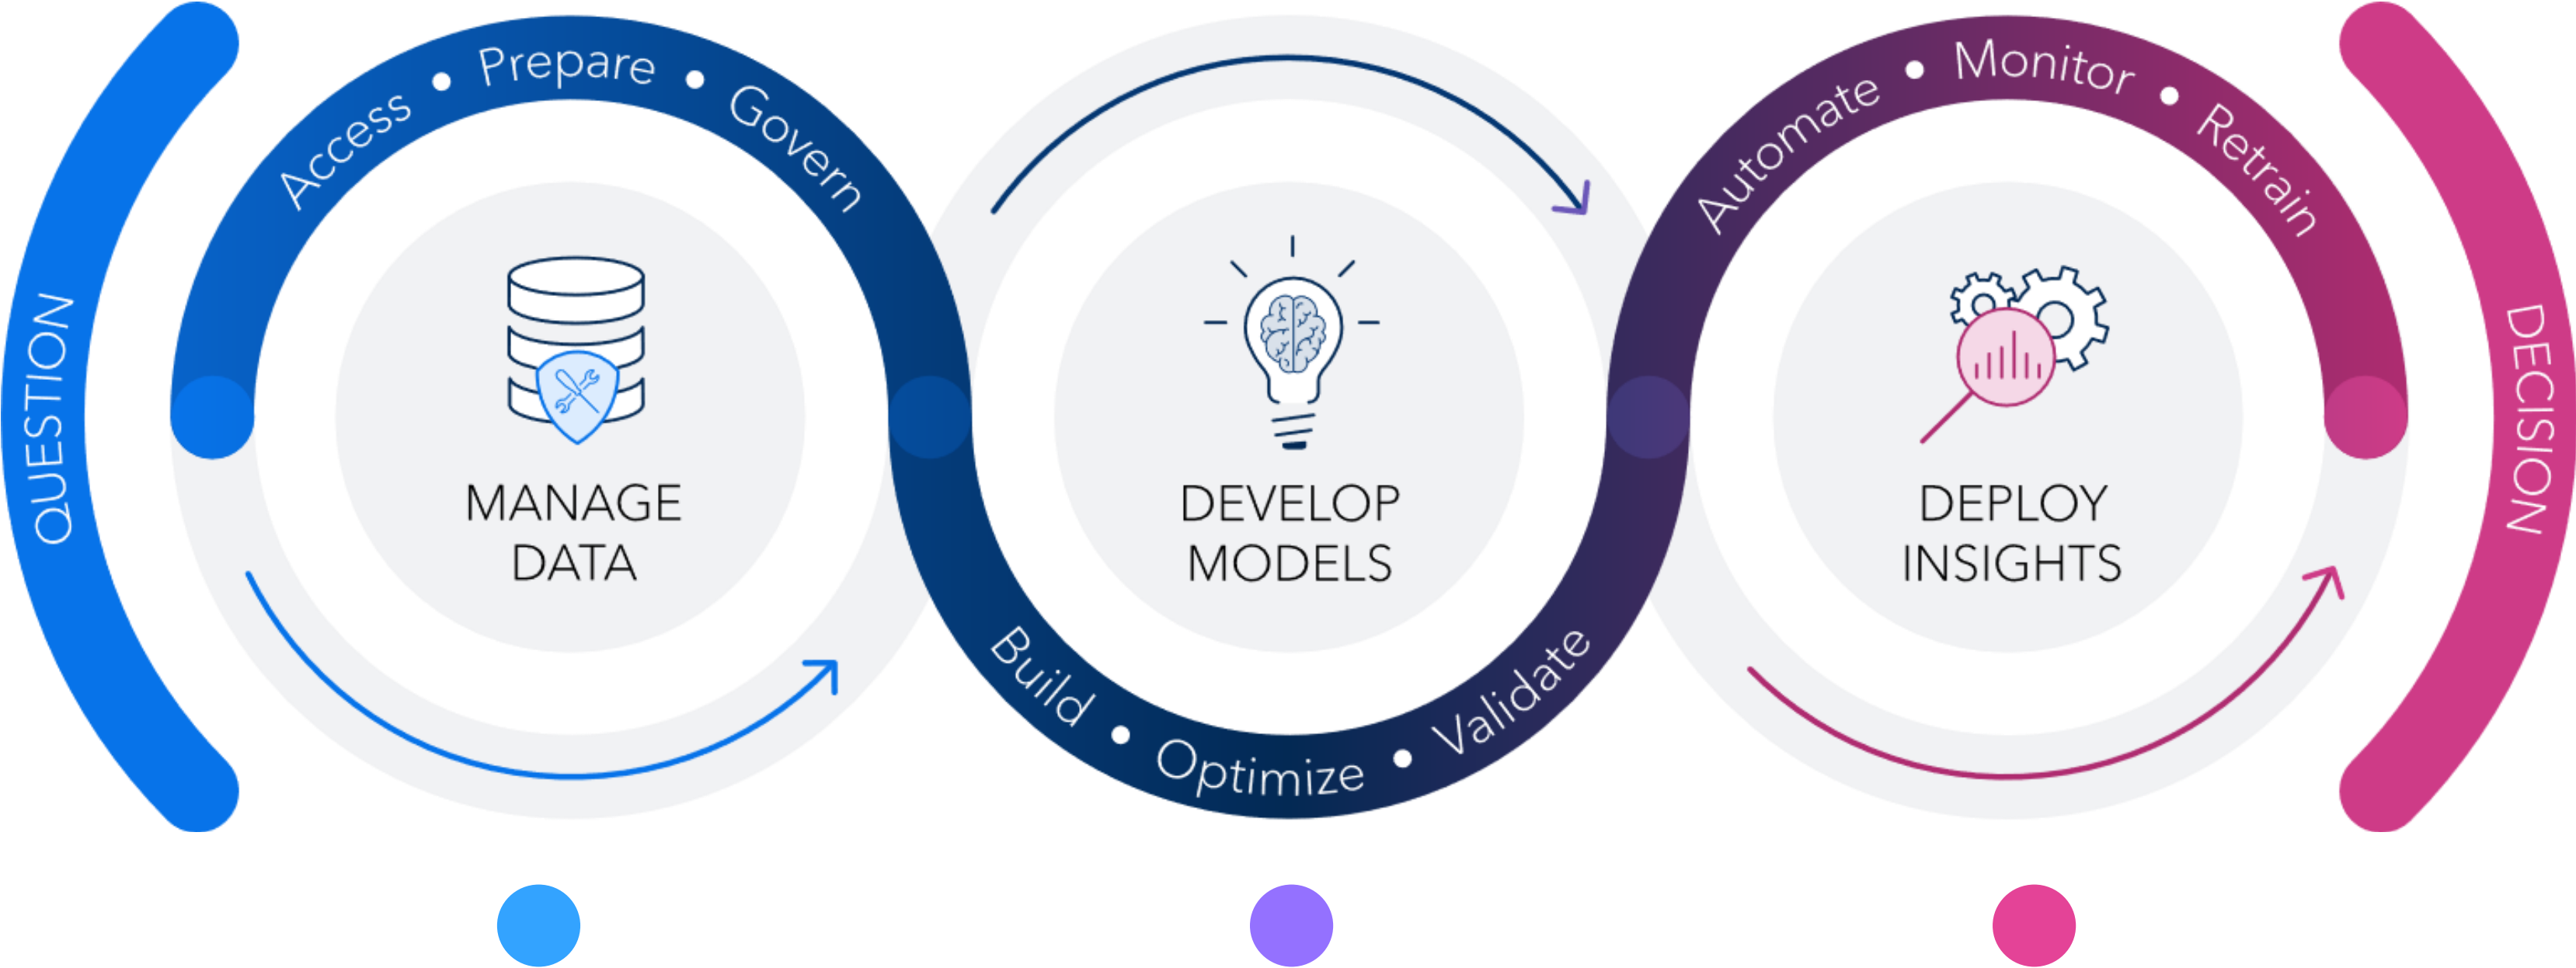 QUESTION
Access • Prepare • Govern
MANAGE
DATA
Build • Optimize • Validate
DEVELOP
MODELS
Automate • Monitor • Retrain
DEPLOY
INSIGHTS
DECISION